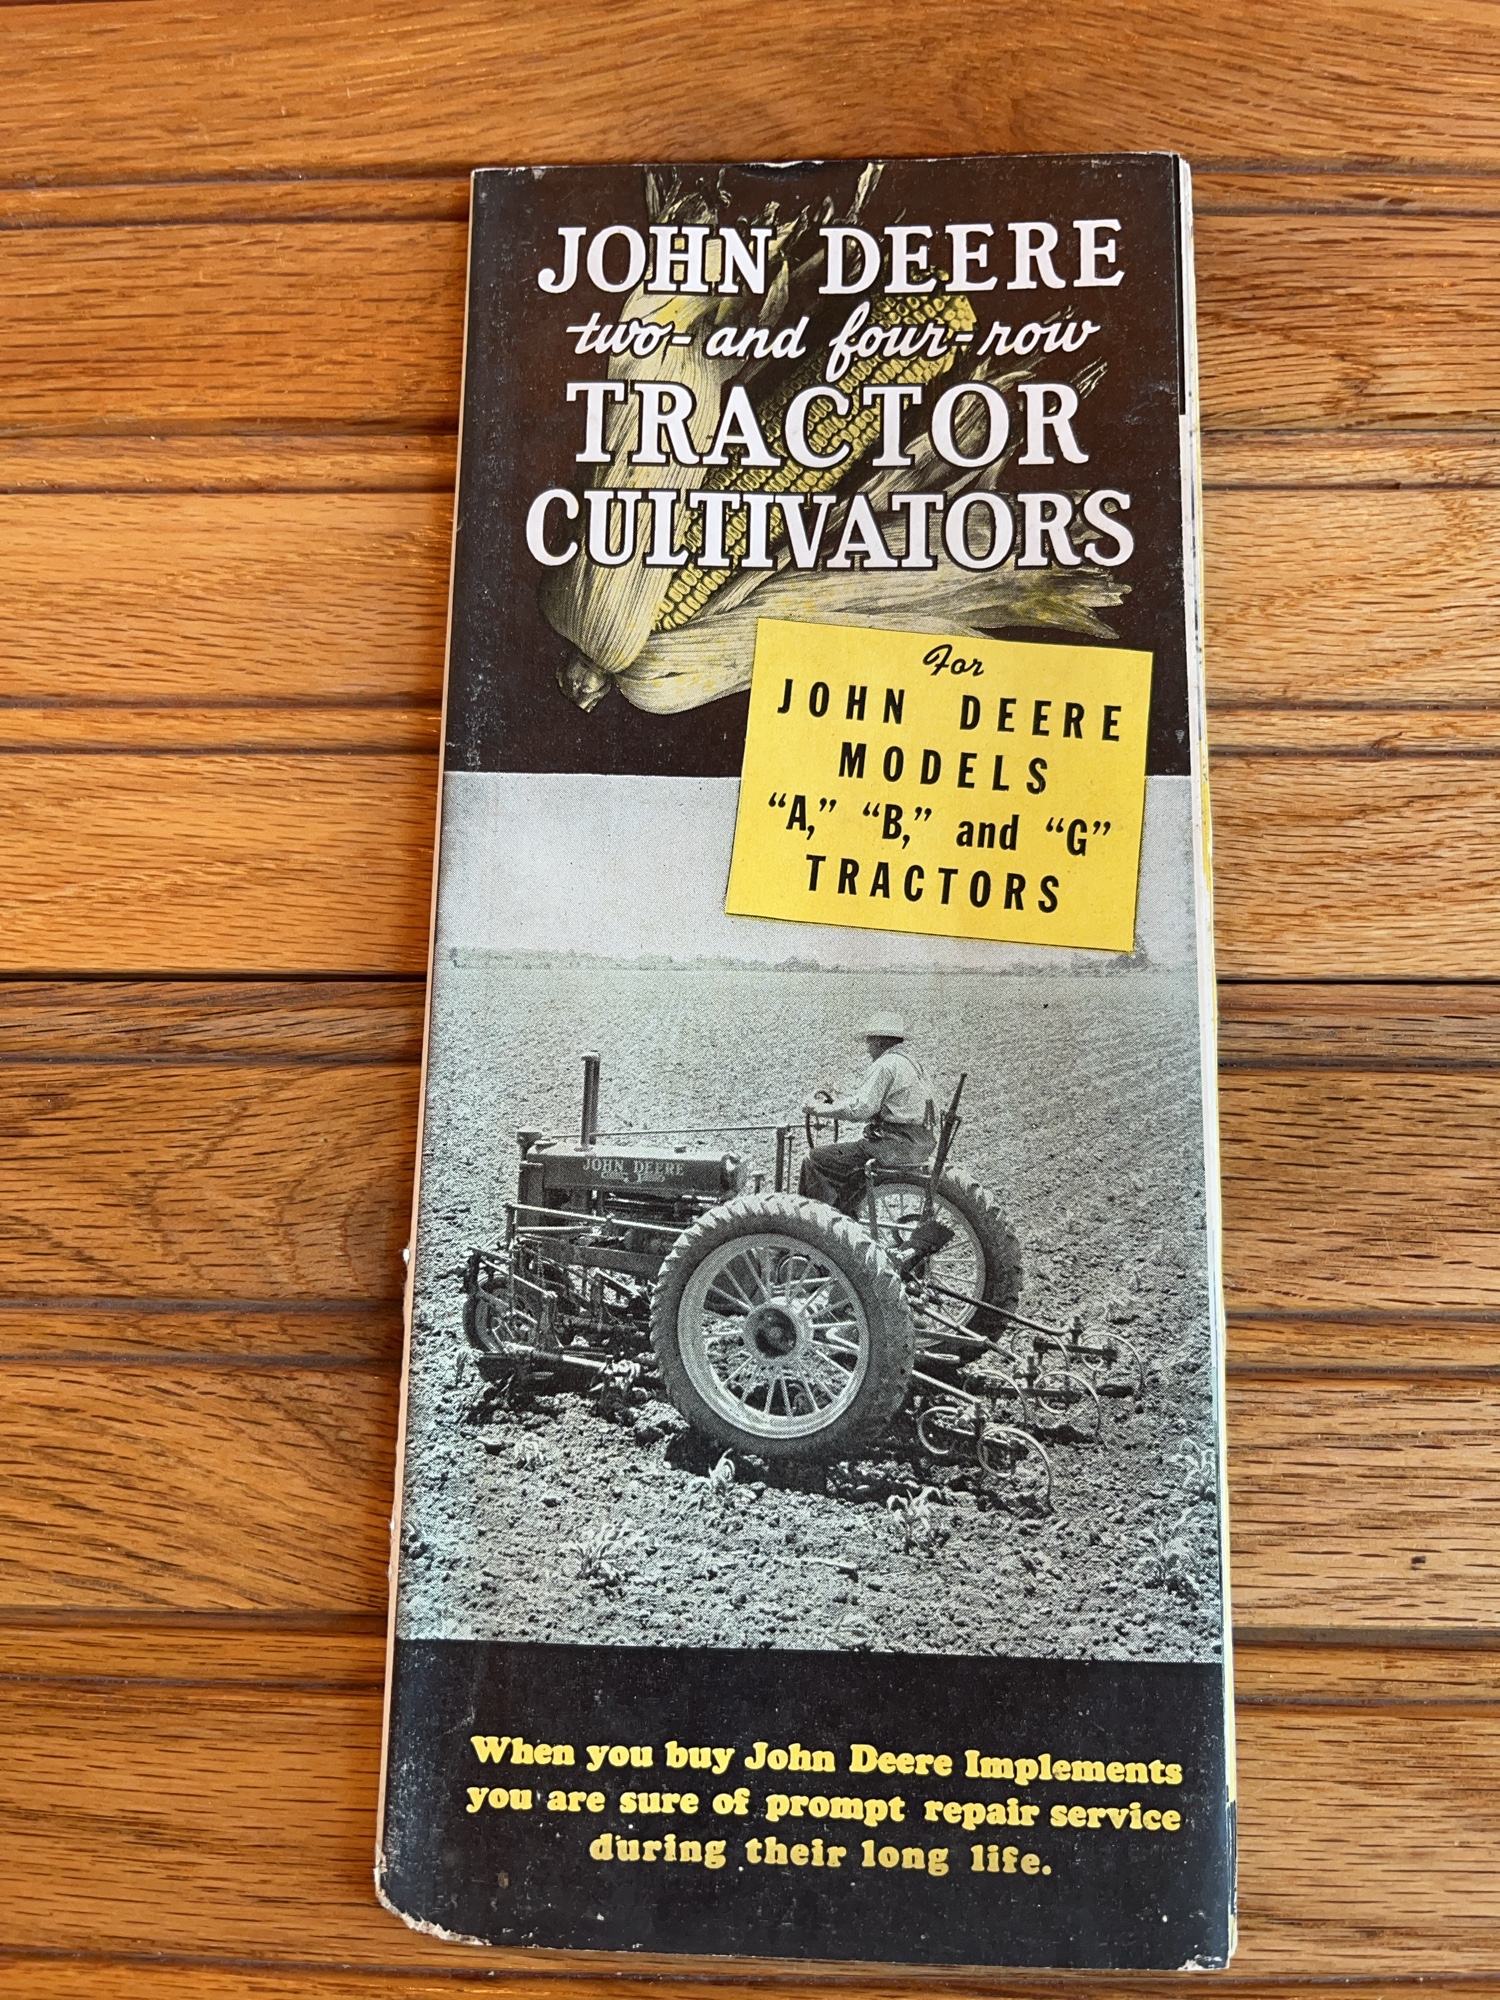 JOHN DEERE
two- and four-row
TRACTOR
CULTIVATORS
For
JOHN DEERE
MODELS
“A,” “B,” and “G”
TRACTORS
JOHN DEERE
When you buy John Deere Implements
you are sure of prompt repair service
during their long life.